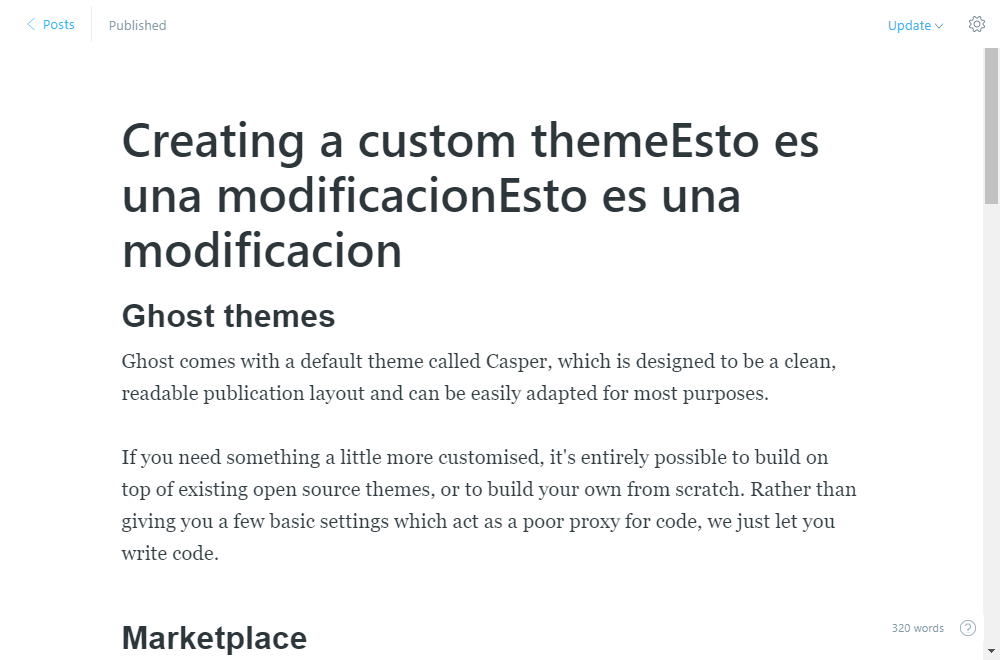 Posts
Published
Update
Creating a custom themeEsto es
una modificacionEsto es una
modificacion
Ghost themes
Ghost comes with a default theme called Casper, which is designed to be a clean,
readable publication layout and can be easily adapted for most purposes.
If you need something a little more customised, it's entirely possible to build on
top of existing open source themes, or to build your own from scratch. Rather than
giving you a few basic settings which act as a poor proxy for code, we just let you
write code.
Marketplace
320 words
?